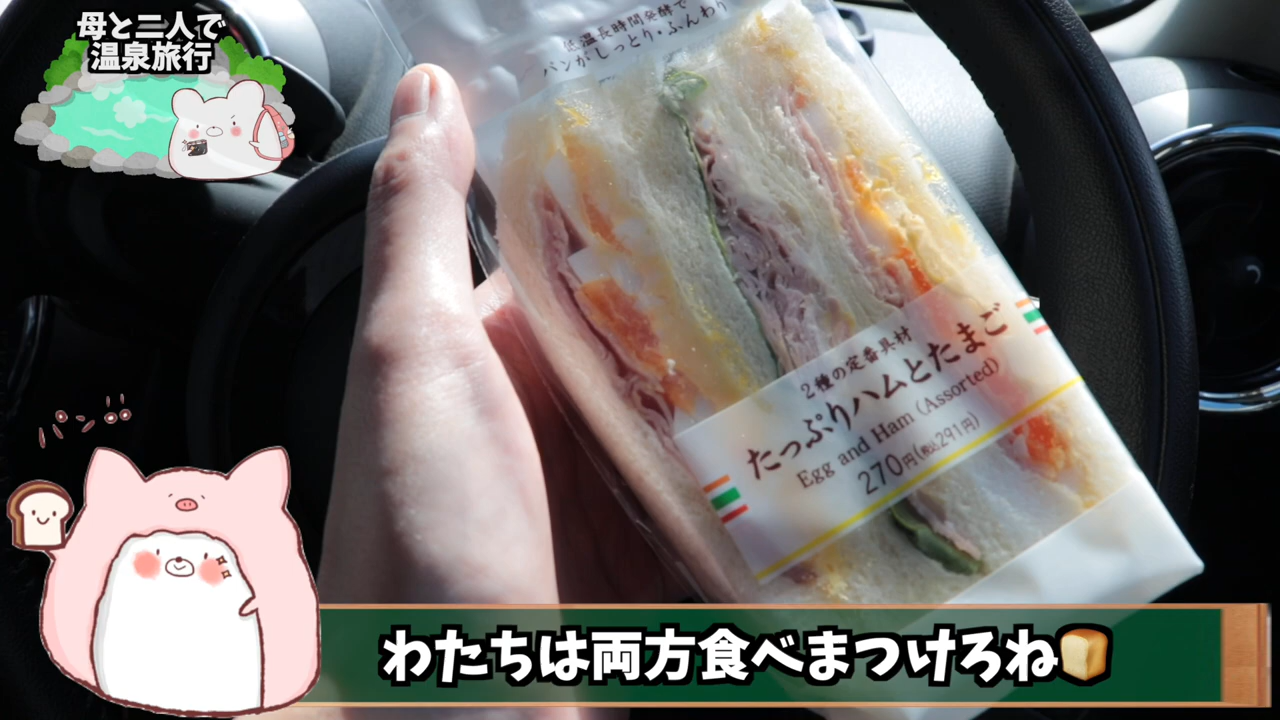 母と二人で
温泉旅行
低温長時間発酵で
パンがしっとり・ふんわり
2種の定番具材
たっぷりハムとたまご
Egg and Ham (Assorted)
270円(税込291円)
パン
わたちは両方食べまつけろね